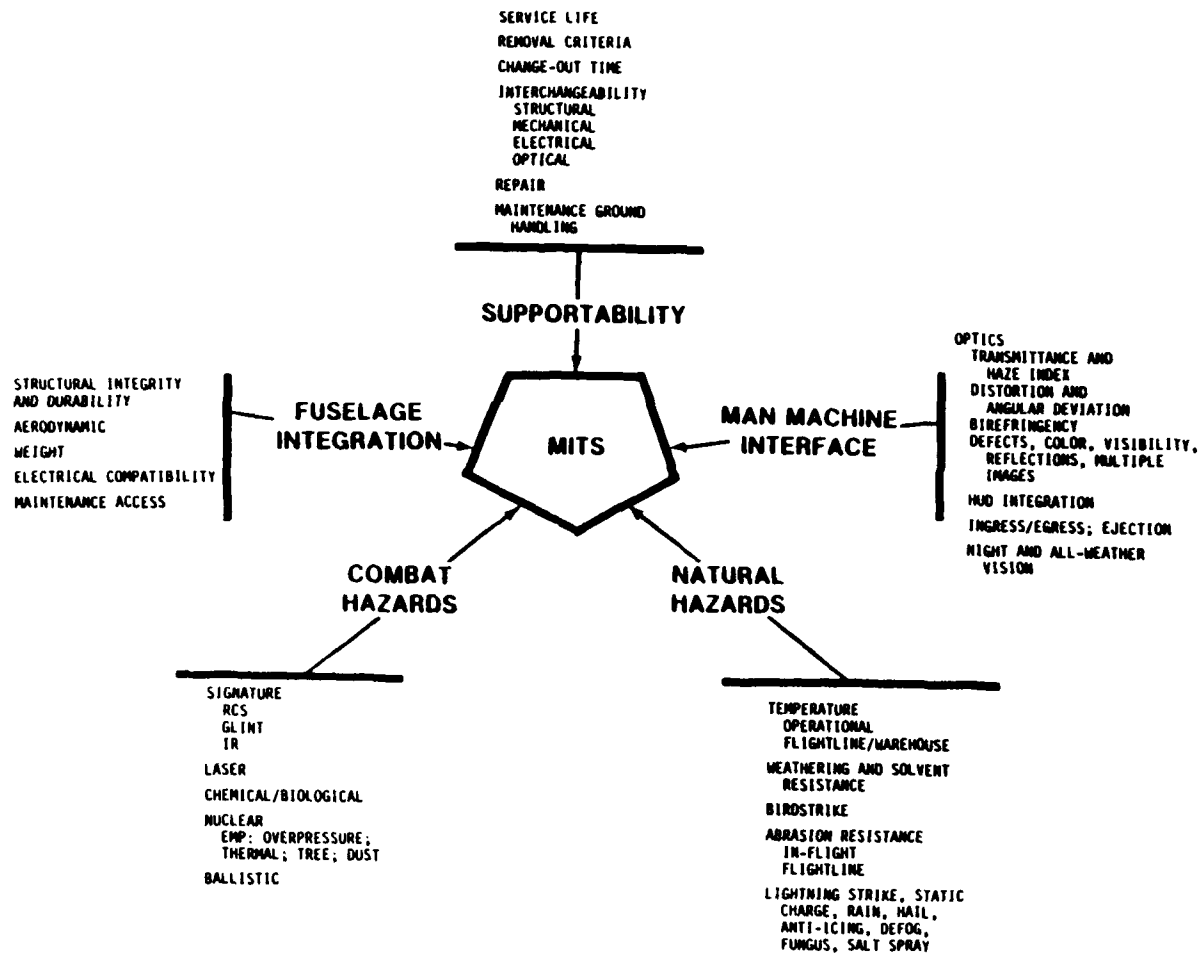 SERVICE LIFE
REMOVAL CRITERIA
CHANGE-OUT TIME
INTERCHANGEABILITY
STRUCTURAL
MECHANICAL
ELECTRICAL
OPTICAL
REPAIR
MAINTENANCE GROUND
HANDLING
SUPPORTABILITY
STRUCTURAL INTEGRITY
AND DURABILITY
AERODYNAMIC
WEIGHT
ELECTRICAL COMPATIBILITY
MAINTENANCE ACCESS
FUSELAGE
INTEGRATION
MITS
MAN MACHINE
INTERFACE
OPTICS
TRANSMITTANCE AND
HAZE INDEX
DISTORTION AND
ANGULAR DEVIATION
BIREFRINGENCY
DEFECTS, COLOR, VISIBILITY,
REFLECTIONS, MULTIPLE
IMAGES
HUD INTEGRATION
INGRESS/EGRESS; EJECTION
NIGHT AND ALL-WEATHER
VISION
COMBAT
HAZARDS
SIGNATURE
RCS
GLINT
IR
LASER
CHEMICAL/BIOLOGICAL
NUCLEAR
EMP: OVERPRESSURE;
THERMAL; TREE; DUST
BALLISTIC
NATURAL
HAZARDS
TEMPERATURE
OPERATIONAL
FLIGHTLINE/WAREHOUSE
WEATHERING AND SOLVENT
RESISTANCE
BIRDSTRIKE
ABRASION RESISTANCE
IN-FLIGHT
FLIGHTLINE
LIGHTNING STRIKE, STATIC
CHARGE, RAIN, HAIL,
ANTI-ICING, DEFOG,
FUNGUS, SALT SPRAY